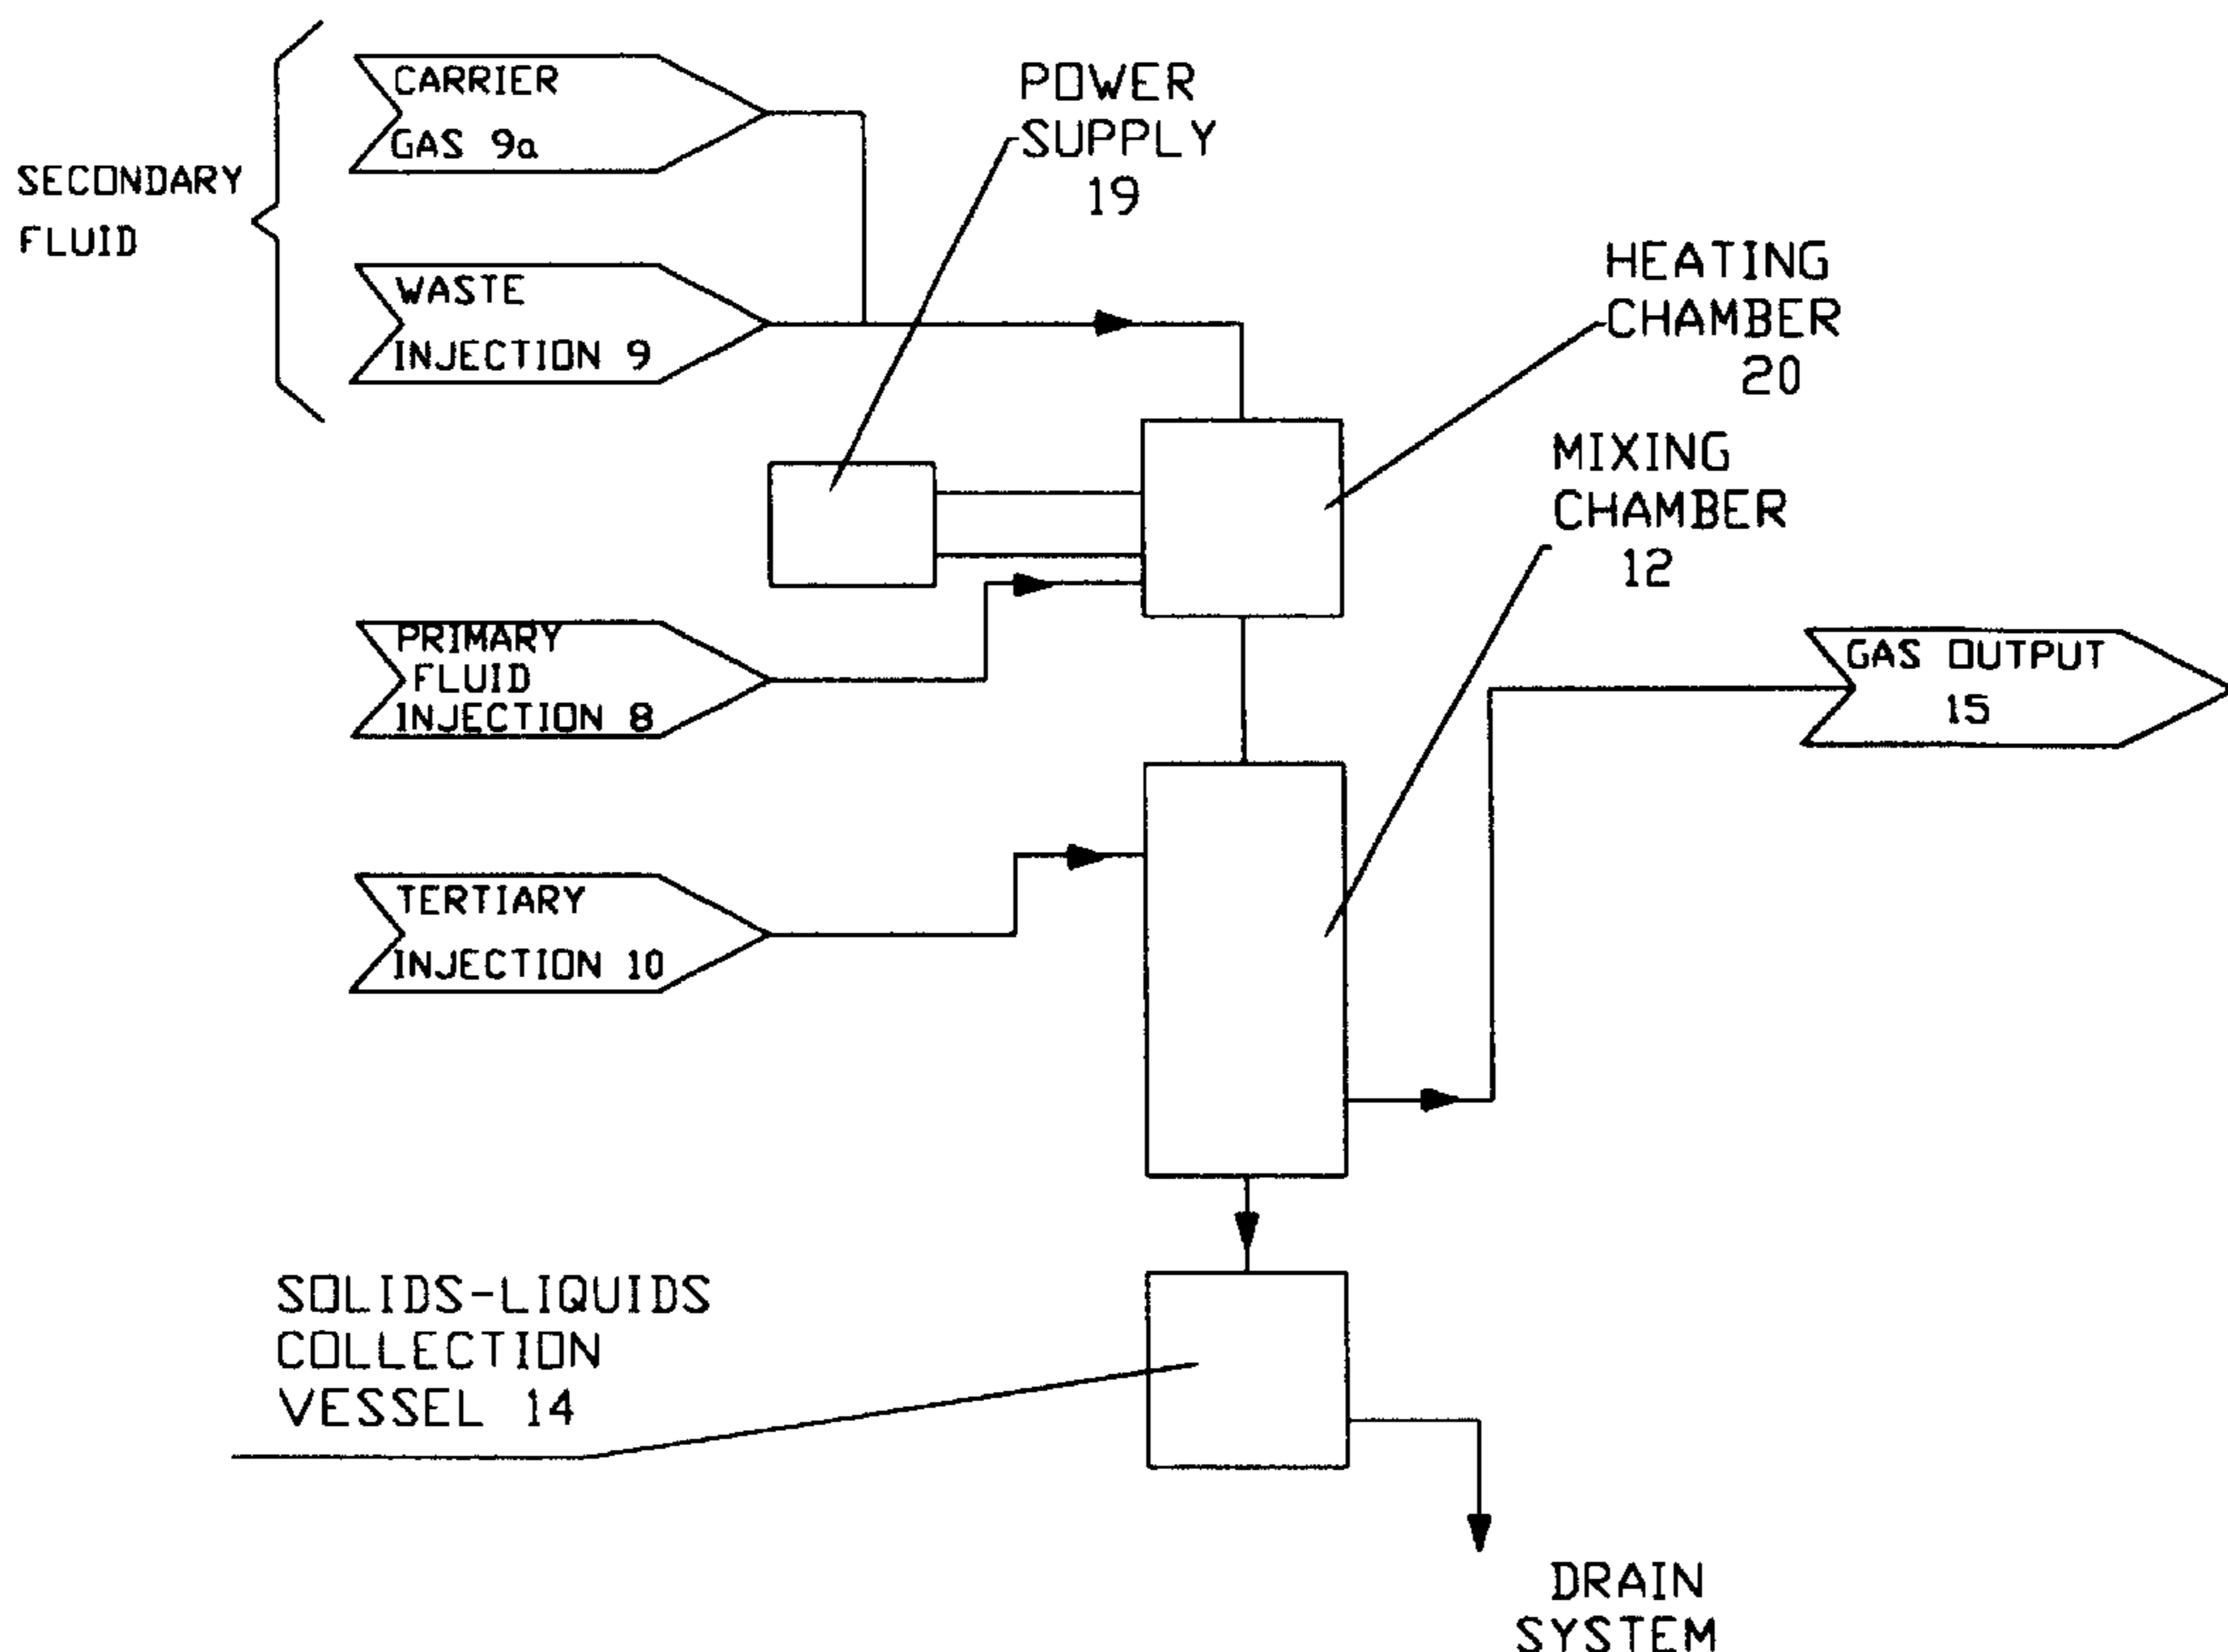 CARRIER
GAS 9a
SECONDARY
FLUID
WASTE
INJECTION 9
POWER
SUPPLY
19
HEATING
CHAMBER
20
MIXING
CHAMBER
12
PRIMARY
FLUID
INJECTION 8
GAS OUTPUT
15
TERTIARY
INJECTION 10
SOLIDS-LIQUIDS
COLLECTION
VESSEL 14
DRAIN
SYSTEM